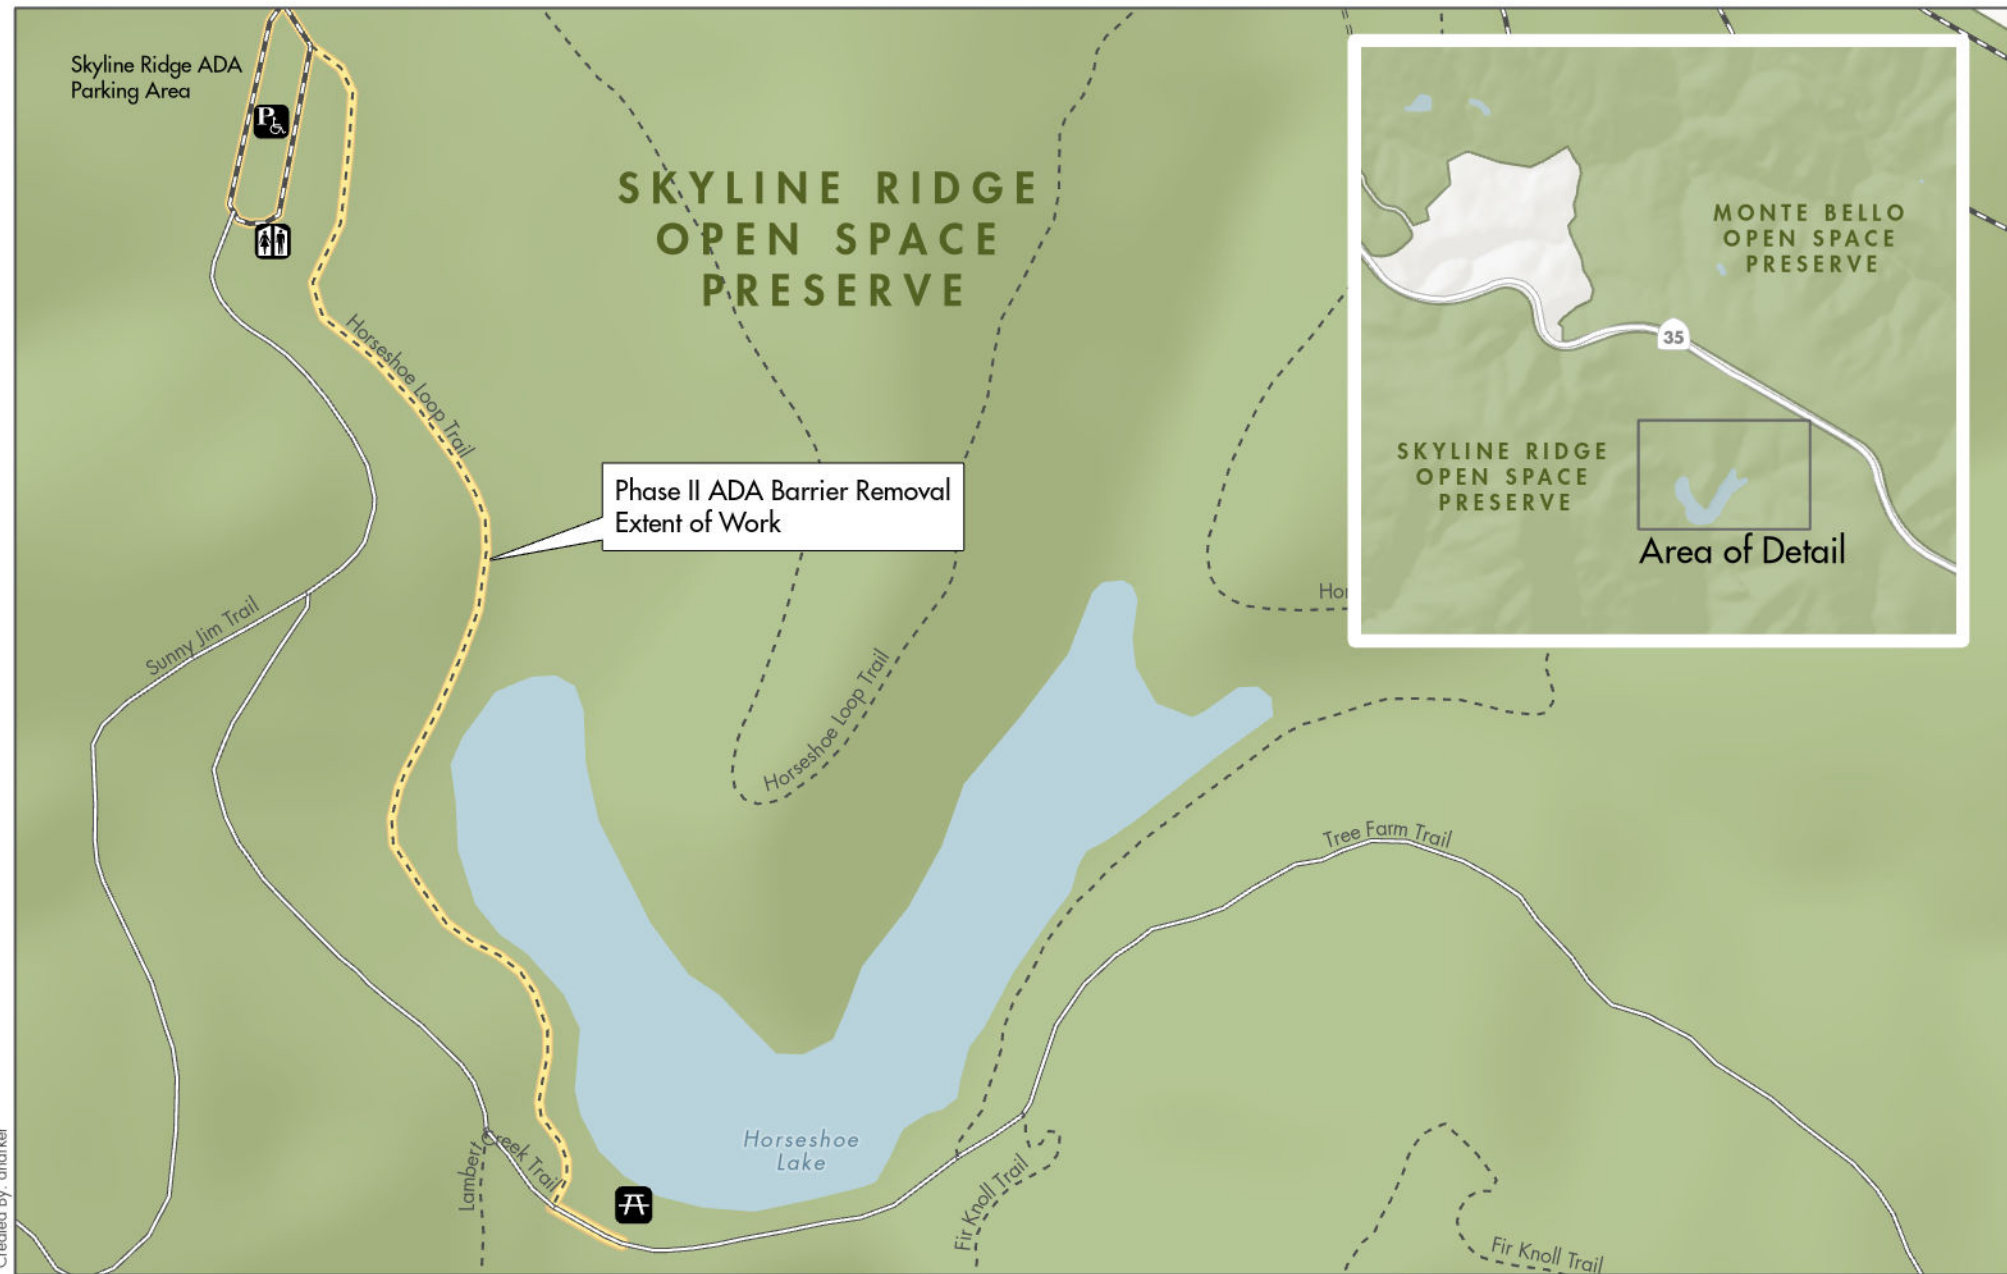 Skyline Ridge ADA
Parking Area
P
SKYLINE RIDGE
OPEN SPACE
PRESERVE
MONTE BELLO
OPEN SPACE
PRESERVE
35
SKYLINE RIDGE
OPEN SPACE
PRESERVE
Area of Detail
Horseshoe Loop Trail
Phase II ADA Barrier Removal
Extent of Work
Hor
Sunny Jim Trail
Horseshoe Loop Trail
Tree Farm Trail
Horseshoe
Lake
Lambert
Creek Trail
Fir Knoll Trail
Fir Knoll Trail